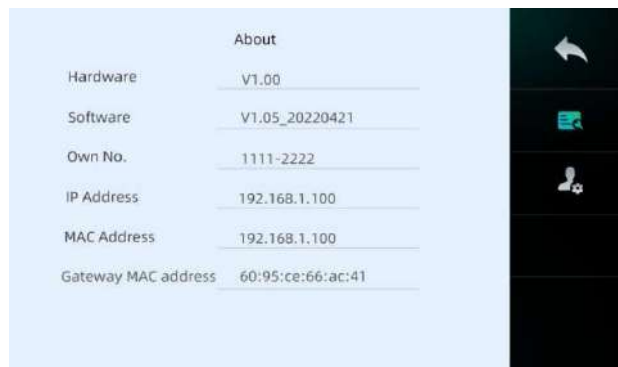 About
Hardware V1.00
Software V1.05_20220421
Own No. 1111-2222
IP Address 192.168.1.100
MAC Address 192.168.1.100
Gateway MAC address 60:95:ce:66:ac:41